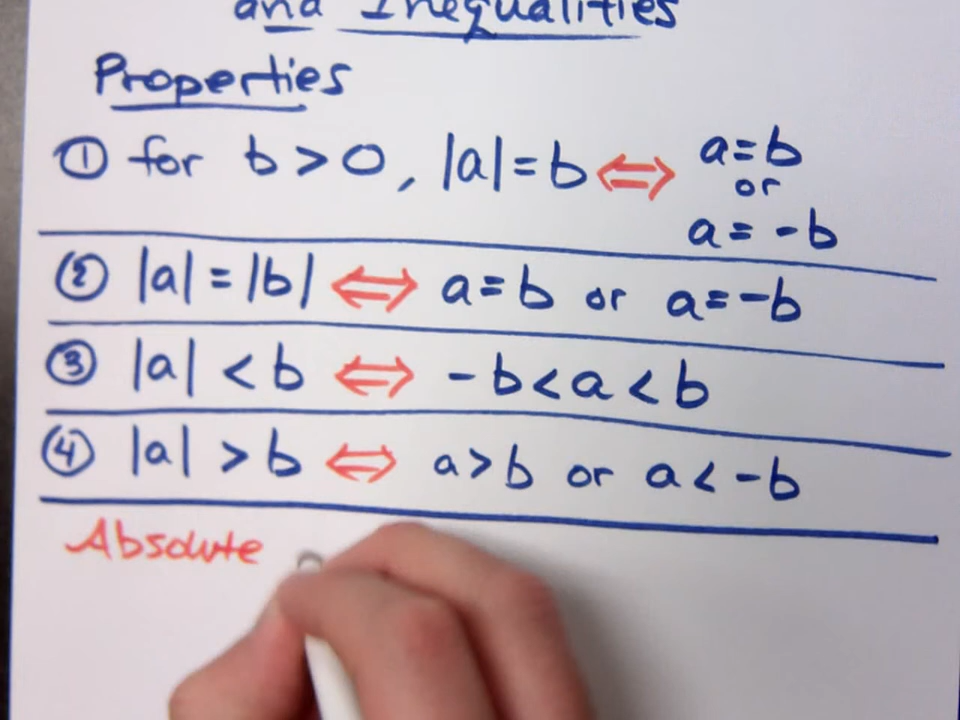 and Inequalities
Properties
① for b > 0, |a| = b ⇔ a = b
or
a = -b
② |a| = |b| ⇔ a = b or a = -b
③ |a| < b ⇔ -b < a < b
④ |a| > b ⇔ a > b or a < -b
Absolute